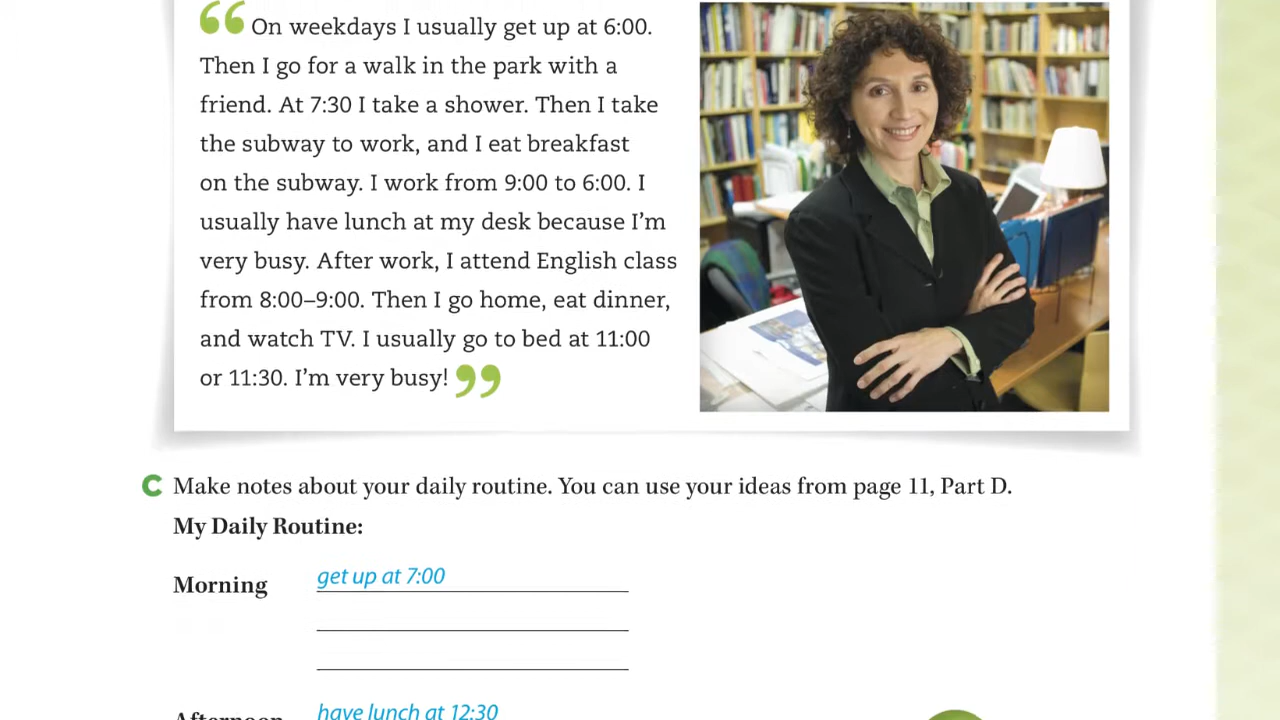 “ On weekdays I usually get up at 6:00.
Then I go for a walk in the park with a
friend. At 7:30 I take a shower. Then I take
the subway to work, and I eat breakfast
on the subway. I work from 9:00 to 6:00. I
usually have lunch at my desk because I’m
very busy. After work, I attend English class
from 8:00–9:00. Then I go home, eat dinner,
and watch TV. I usually go to bed at 11:00
or 11:30. I’m very busy! ”
C Make notes about your daily routine. You can use your ideas from page 11, Part D.
My Daily Routine:
Morning get up at 7:00
Afternoon have lunch at 12:30